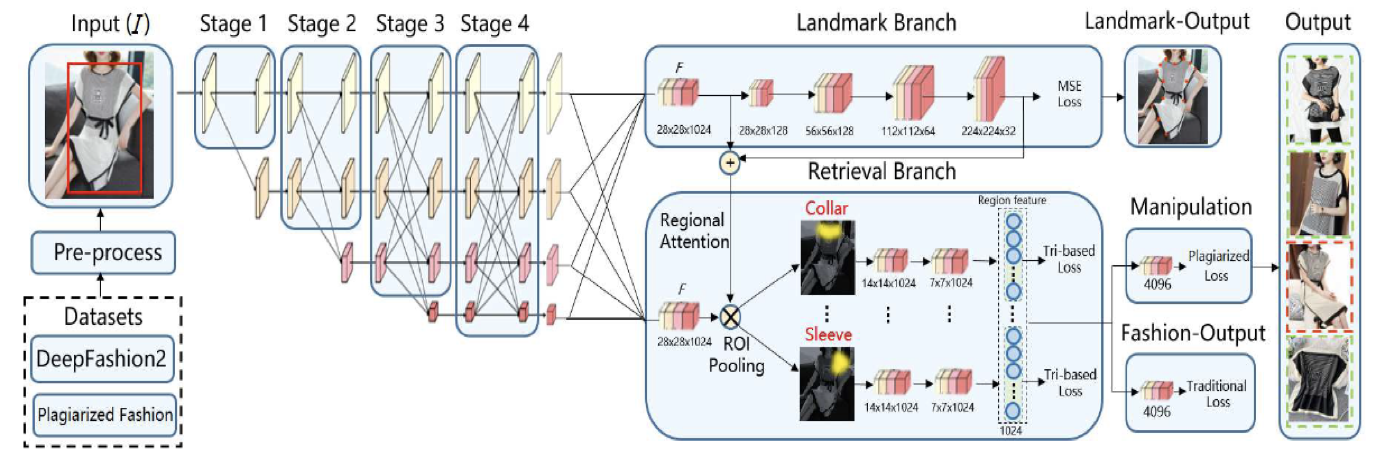 Input (I)
Stage 1
Stage 2
Stage 3
Stage 4
Landmark Branch
Landmark-Output
Output
F
28x28x1024
28x28x128
56x56x128
112x112x64
224x224x32
MSE
Loss
+
Pre-process
Datasets
DeepFashion2
Plagiarized Fashion
Retrieval Branch
Regional
Attention
F
28x28x1024
ROI
Pooling
Collar
14x14x1024
7x7x1024
Region feature
Tri-based
Loss
Sleeve
14x14x1024
7x7x1024
1024
Tri-based
Loss
Manipulation
4096
Plagiarized
Loss
Fashion-Output
4096
Traditional
Loss